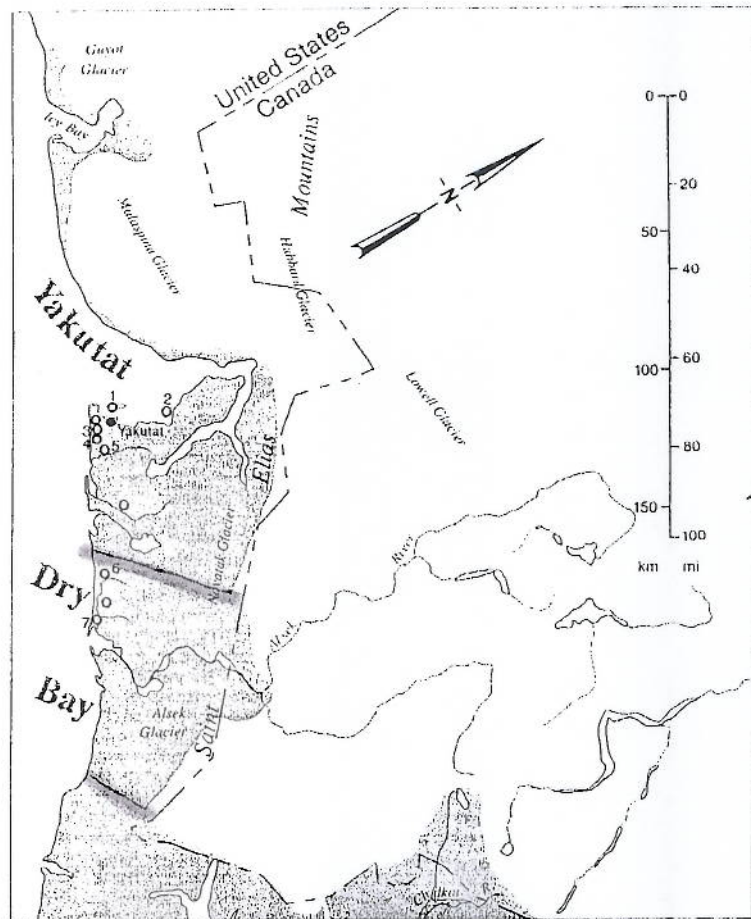 Guyot
Glacier
Icy Bay
United States
Canada
Mountains
Malaspina Glacier
Hubbard Glacier
N
0 0
20
50
40
100
60
80
150
100
km mi
Yakutat
Lowell Glacier
1
2
3
Yakutat
4
5
Elias
River
6
Dry
7
Alsek
Bay
Alsek
Glacier
Saint
Chilkat